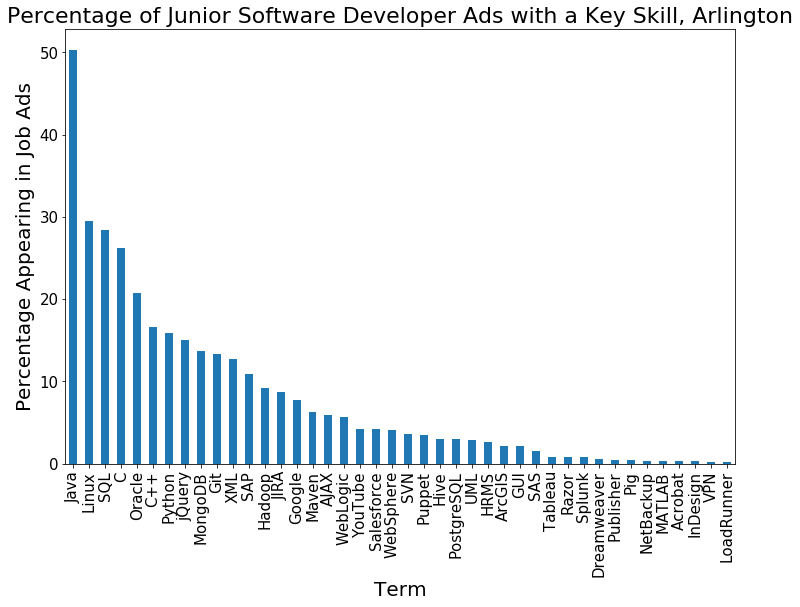 Percentage of Junior Software Developer Ads with a Key Skill, Arlington
Percentage Appearing in Job Ads
50
40
30
20
10
0
Java
Linux
SQL
C
Oracle
C++
Python
jQuery
MongoDB
Git
XML
SAP
Hadoop
JIRA
Google
Maven
AJAX
WebLogic
YouTube
Salesforce
WebSphere
SVN
Puppet
Hive
PostgreSQL
UML
HRMS
ArcGIS
GUI
SAS
Tableau
Razor
Splunk
Dreamweaver
Publisher
Pig
NetBackup
MATLAB
Acrobat
InDesign
VPN
LoadRunner
Term